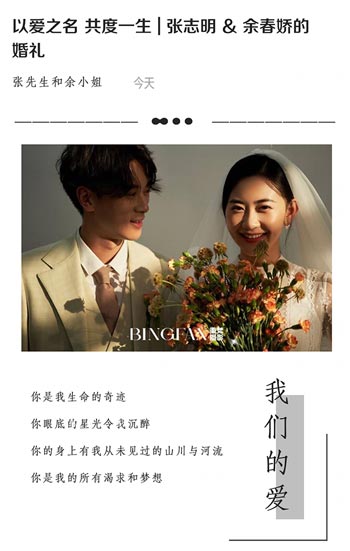 以爱之名 共度一生 | 张志明 & 余春娇的
婚礼
张先生和余小姐 今天
BINGFAN
你是我生命的奇迹
你眼底的星光令我沉醉
你的身上有我从未见过的山川与河流
你是我的所有渴求和梦想
我们的爱